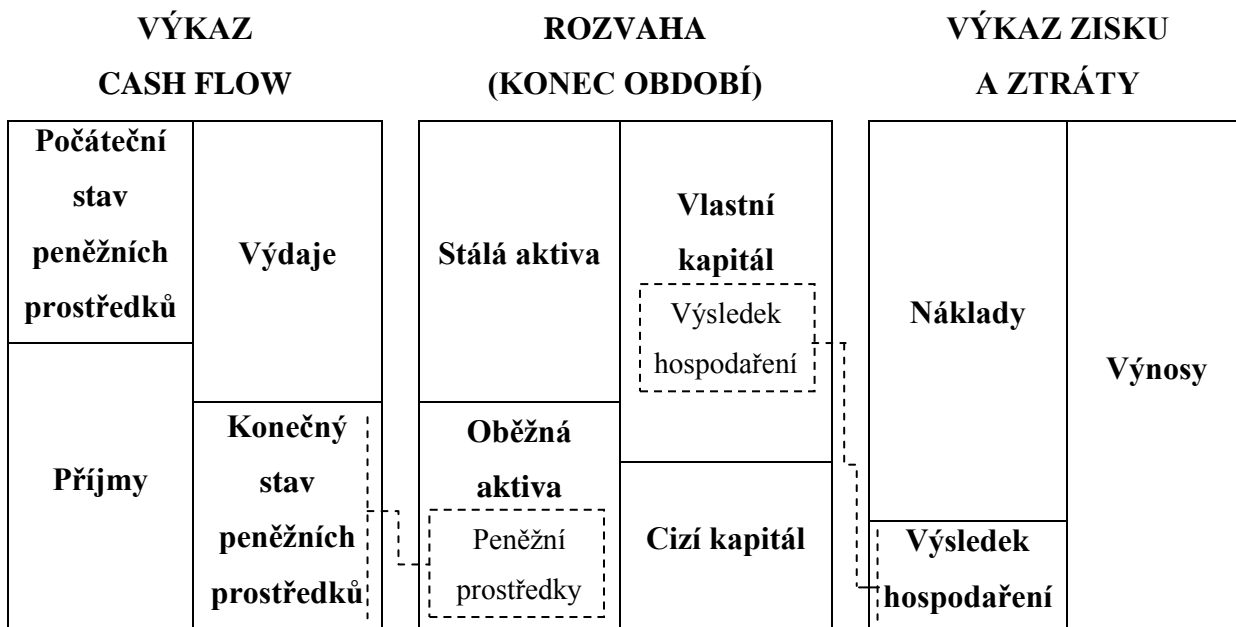 VÝKAZ
CASH FLOW
ROZVAHA
(KONEC OBDOBÍ)
VÝKAZ ZISKU
A ZTRÁTY
Počáteční
stav
peněžních
prostředků
Příjmy
Výdaje
Konečný
stav
peněžních
prostředků
Stálá aktiva
Oběžná
aktiva
Peněžní
prostředky
Vlastní
kapitál
Výsledek
hospodaření
Cizí kapitál
Náklady
Výsledek
hospodaření
Výnosy